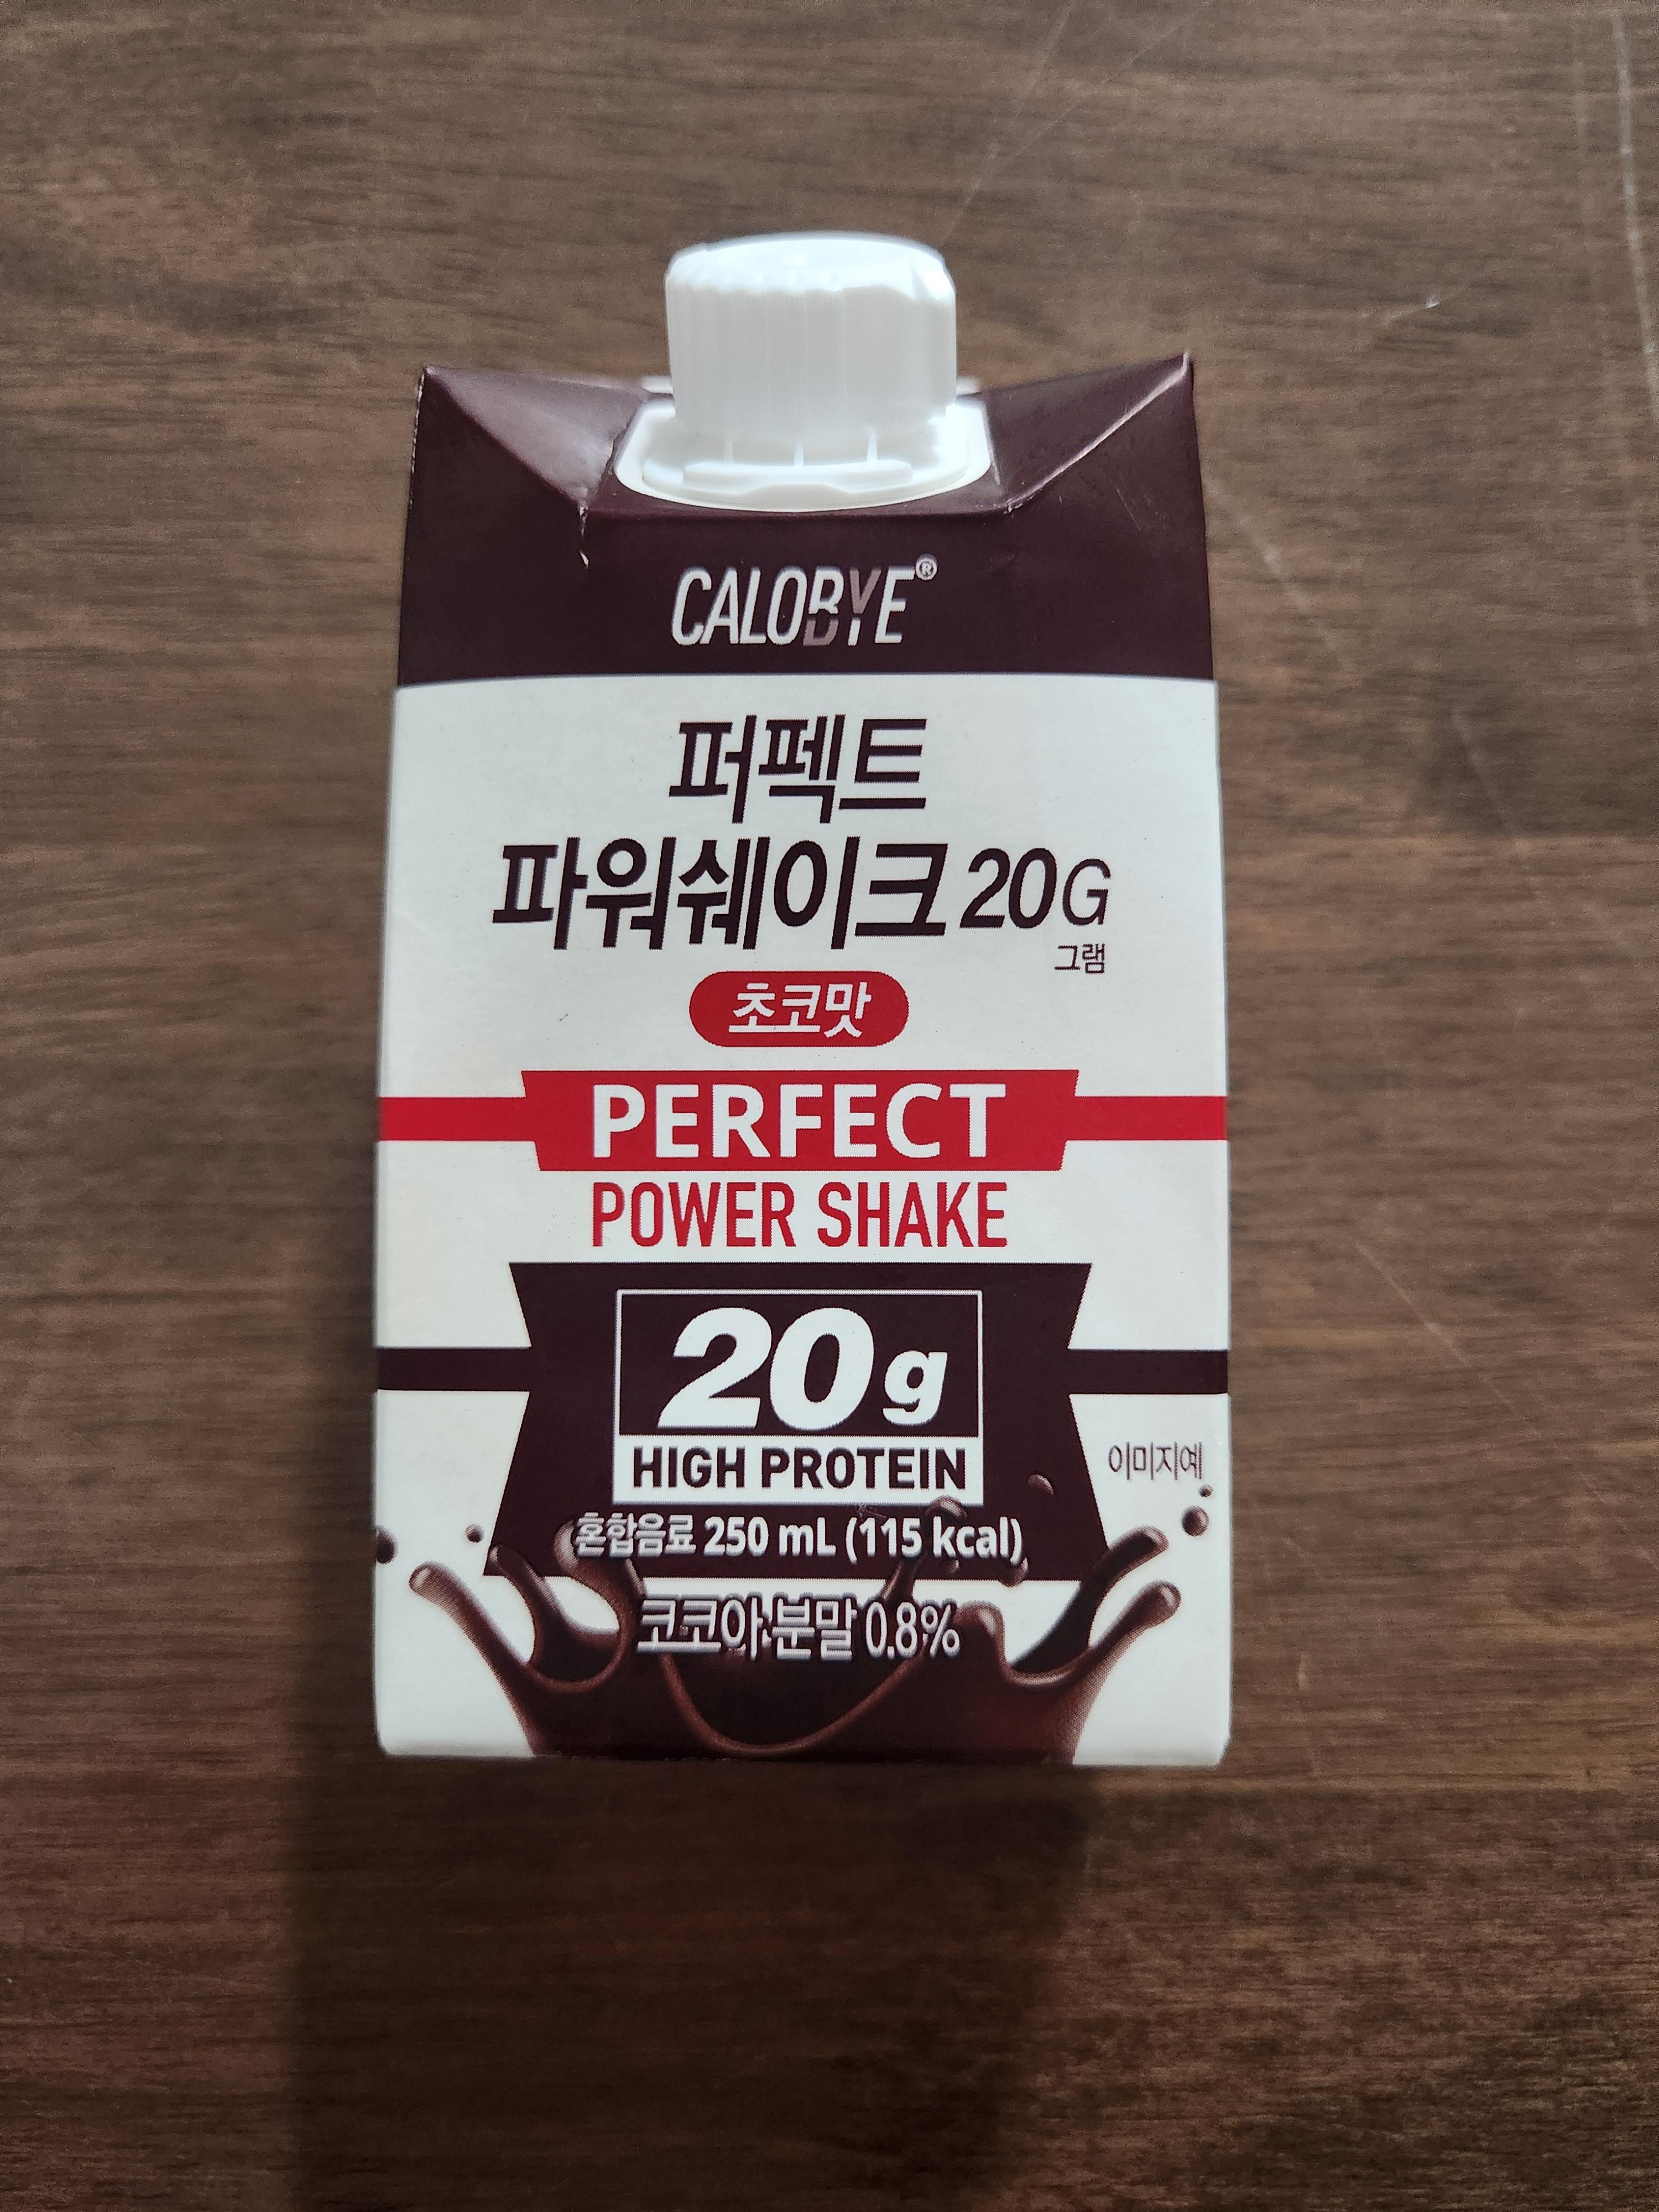 CALOBYE®
퍼펙트
파워쉐이크 20G
그램
초코맛
PERFECT
POWER SHAKE
20g
HIGH PROTEIN
이미지예
혼합음료 250 mL (115 kcal)
코코아분말 0.8%